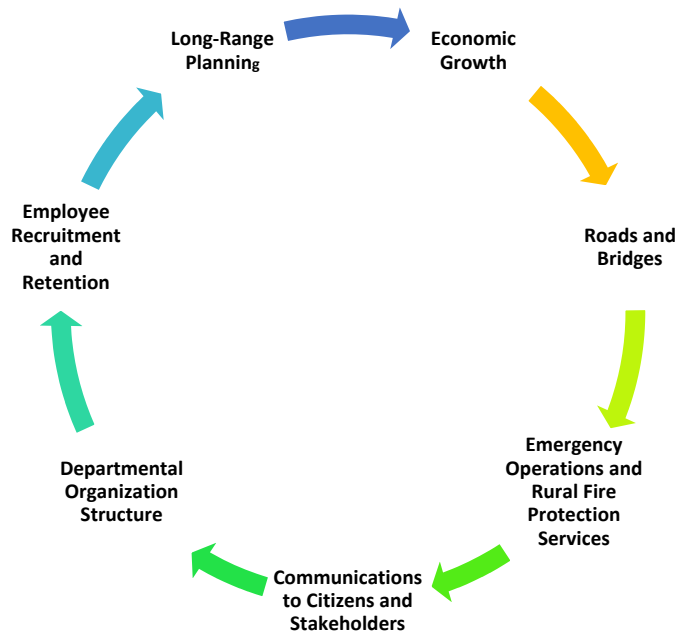 Long-Range
Planning
Economic
Growth
Roads and
Bridges
Emergency
Operations and
Rural Fire
Protection
Services
Communications
to Citizens and
Stakeholders
Departmental
Organization
Structure
Employee
Recruitment
and
Retention